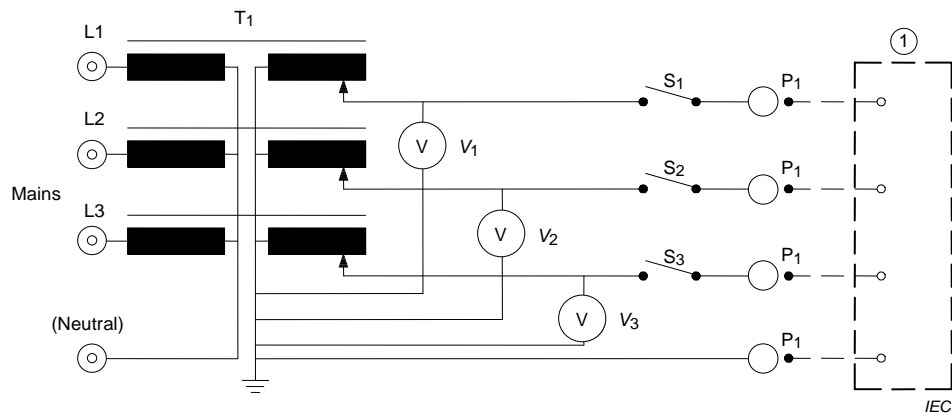 T1
L1
1
S1
P1
V
V1
L2
S2
P1
Mains
V
V2
L3
S3
P1
V
V3
(Neutral)
P1
IEC